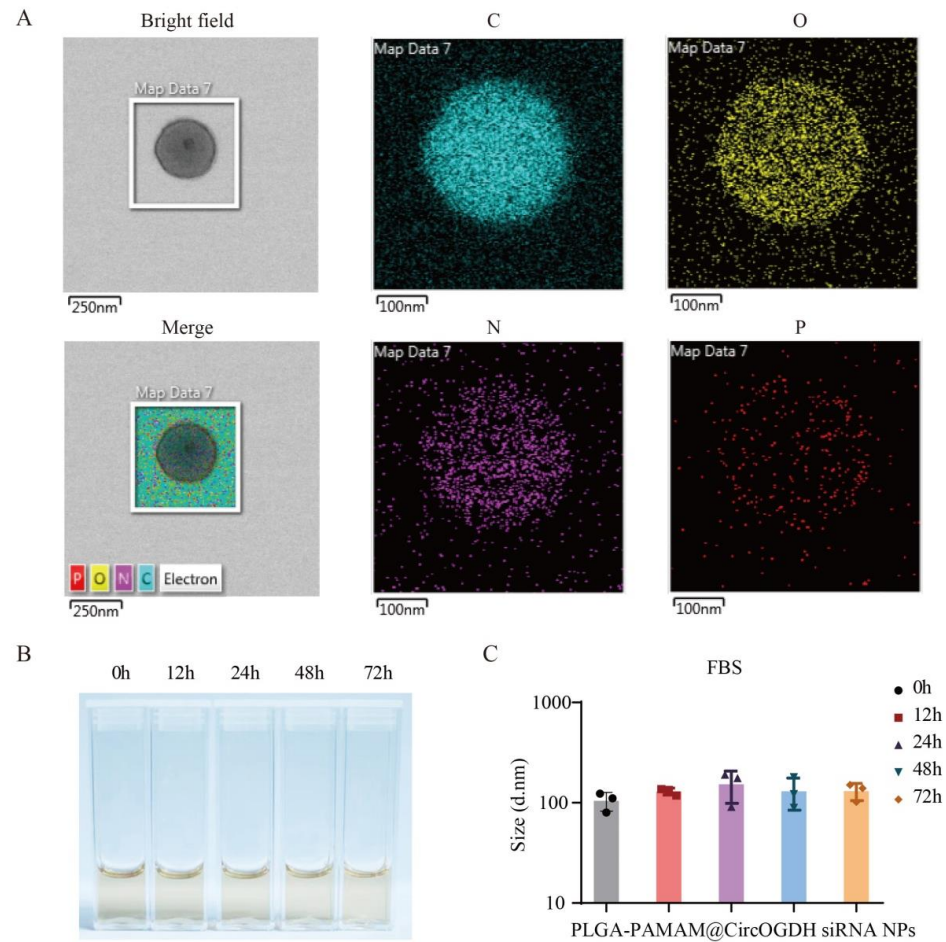 A
Bright field
C
O
Map Data 7
Map Data 7
Map Data 7
250nm
100nm
100nm
Merge
N
P
Map Data 7
Map Data 7
Map Data 7
P O N C Electron
250nm
100nm
100nm
B
0h 12h 24h 48h 72h
C
FBS
1000
100
10
Size (d.nm)
0h
12h
24h
48h
72h
PLGA-PAMAM@CircOGDH siRNA NPs